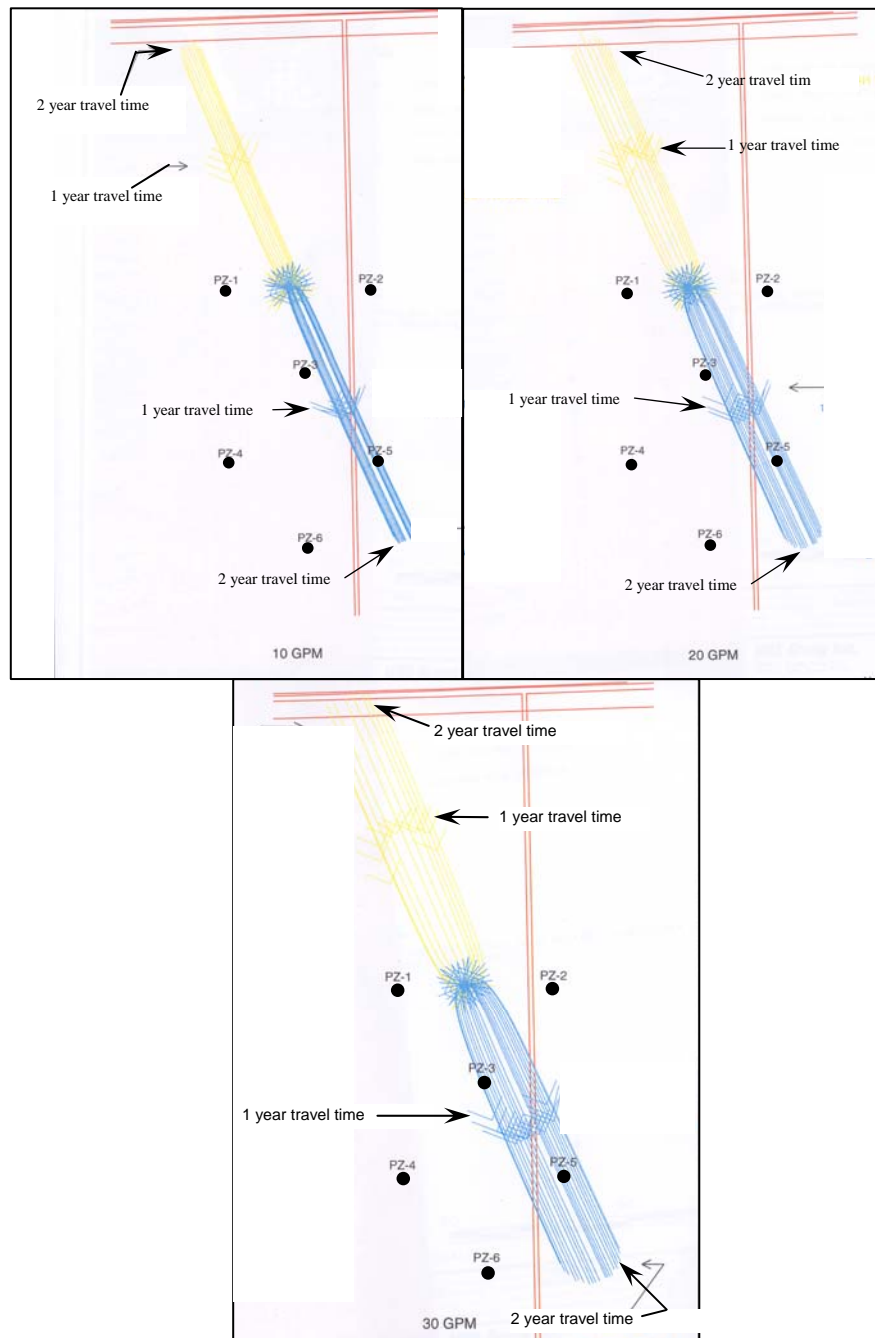 2 year travel time
1 year travel time
PZ-1
PZ-2
PZ-3
1 year travel time
PZ-4
PZ-5
PZ-6
2 year travel time
10 GPM
2 year travel tim
1 year travel time
PZ-1
PZ-2
PZ-3
1 year travel time
PZ-4
PZ-5
PZ-6
2 year travel time
20 GPM
2 year travel time
1 year travel time
PZ-1
PZ-2
PZ-3
1 year travel time
PZ-4
PZ-5
PZ-6
2 year travel time
30 GPM